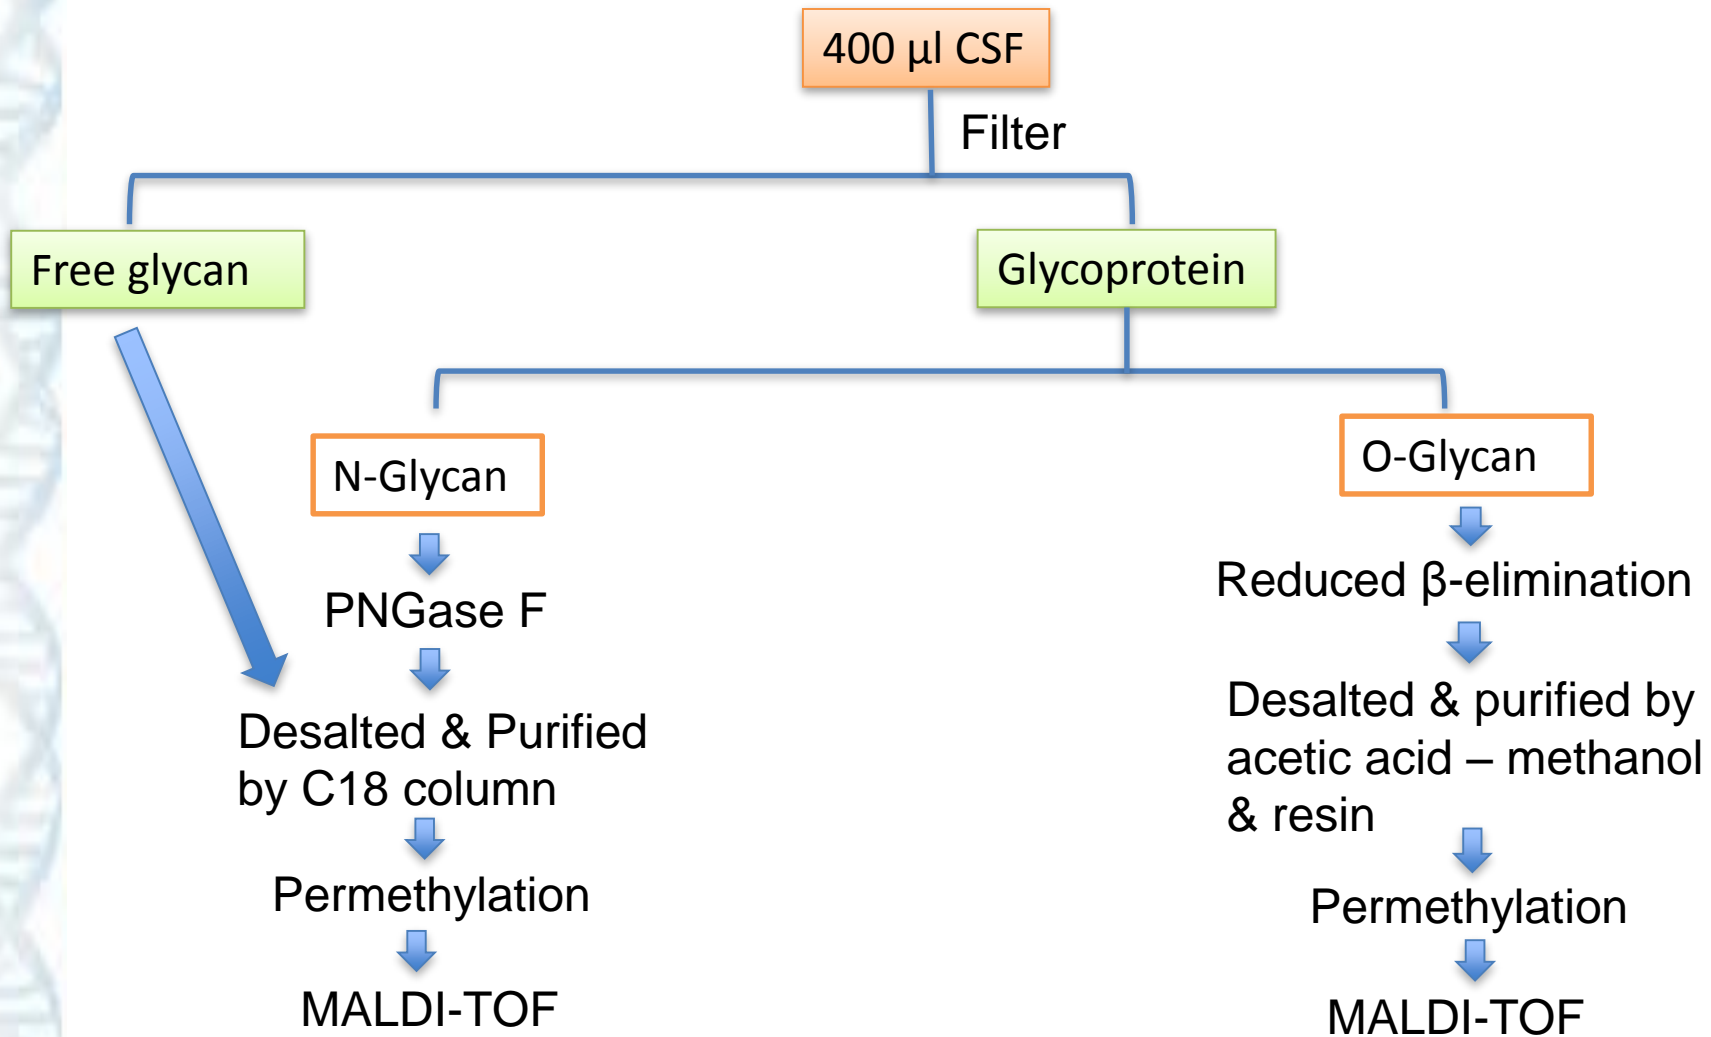 400 µl CSF
Filter
Free glycan
Glycoprotein
N-Glycan
PNGase F
Desalted & Purified
by C18 column
Permethylation
MALDI-TOF
O-Glycan
Reduced β-elimination
Desalted & purified by
acetic acid – methanol
& resin
Permethylation
MALDI-TOF